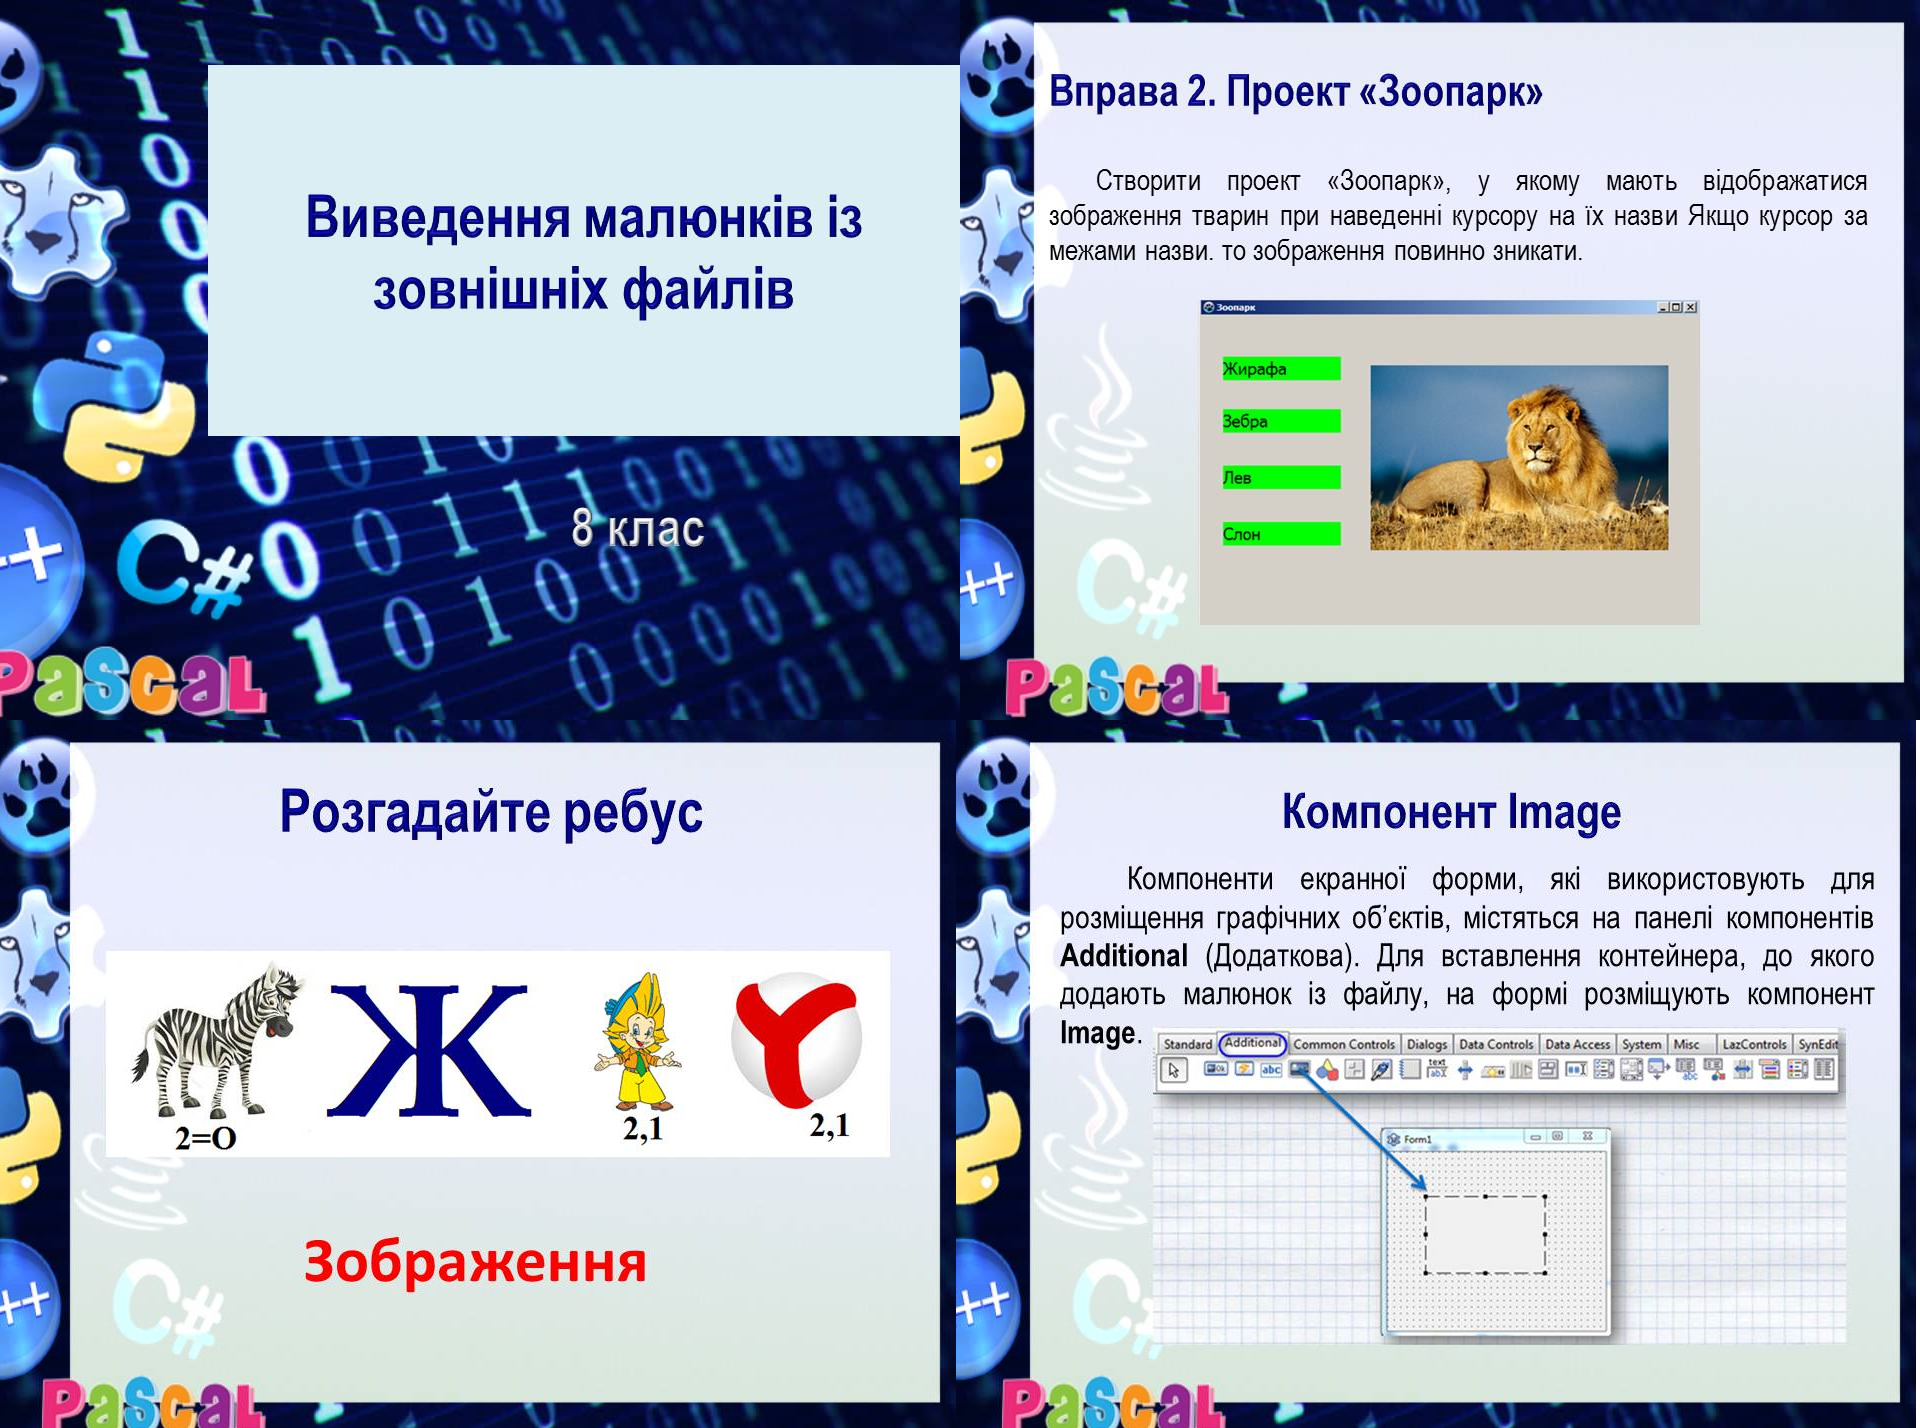 Виведення малюнків із
зовнішніх файлів
8 клас
C#
PASCAL
Вправа 2. Проект «Зоопарк»
Створити проект «Зоопарк», у якому мають відображатися
зображення тварин при наведенні курсору на їх назви Якщо курсор за
межами назви. то зображення повинно зникати.
Зоопарк
Жирафа
Зебра
Лев
Слон
C#
++
PASCAL
Розгадайте ребус
Ж
2=О
2,1
2,1
Зображення
++
C#
PASCAL
Компонент Image
Компоненти екранної форми, які використовують для
розміщення графічних об’єктів, містяться на панелі компонентів
Additional (Додаткова). Для вставлення контейнера, до якого
додають малюнок із файлу, на формі розміщують компонент
Image.
Standard Additional Common Controls Dialogs Data Controls Data Access System Misc LazControls SynEdit
Form1
++
PASCAL